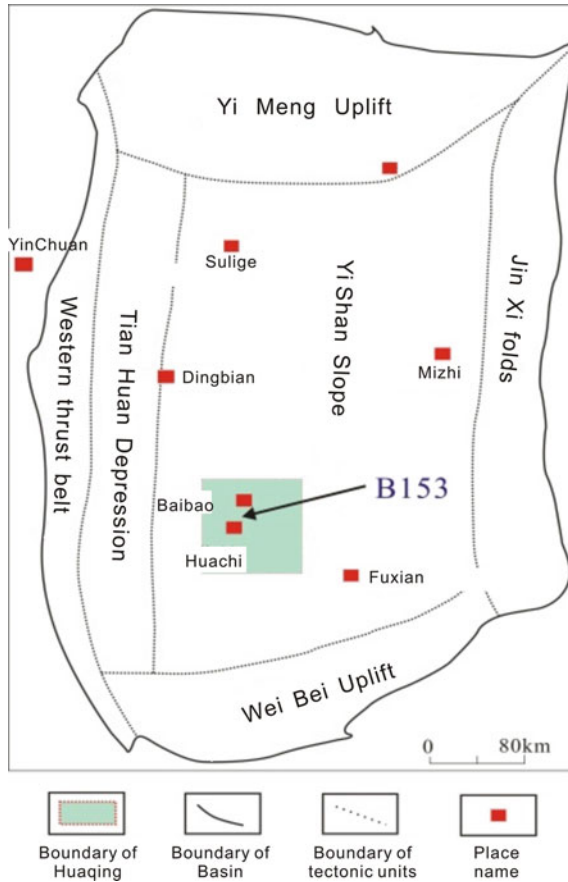 Yi Meng Uplift
YinChuan
Sulige
Western thrust belt
Tian Huan Depression
YiShan Slope
Jin Xi folds
Dingbian
Mizhi
Baibao
B153
Huachi
Fuxian
Wei Bei Uplift
0 80km
Boundary of
Huaqing
Boundary of
Basin
Boundary of
tectonic units
Place
name